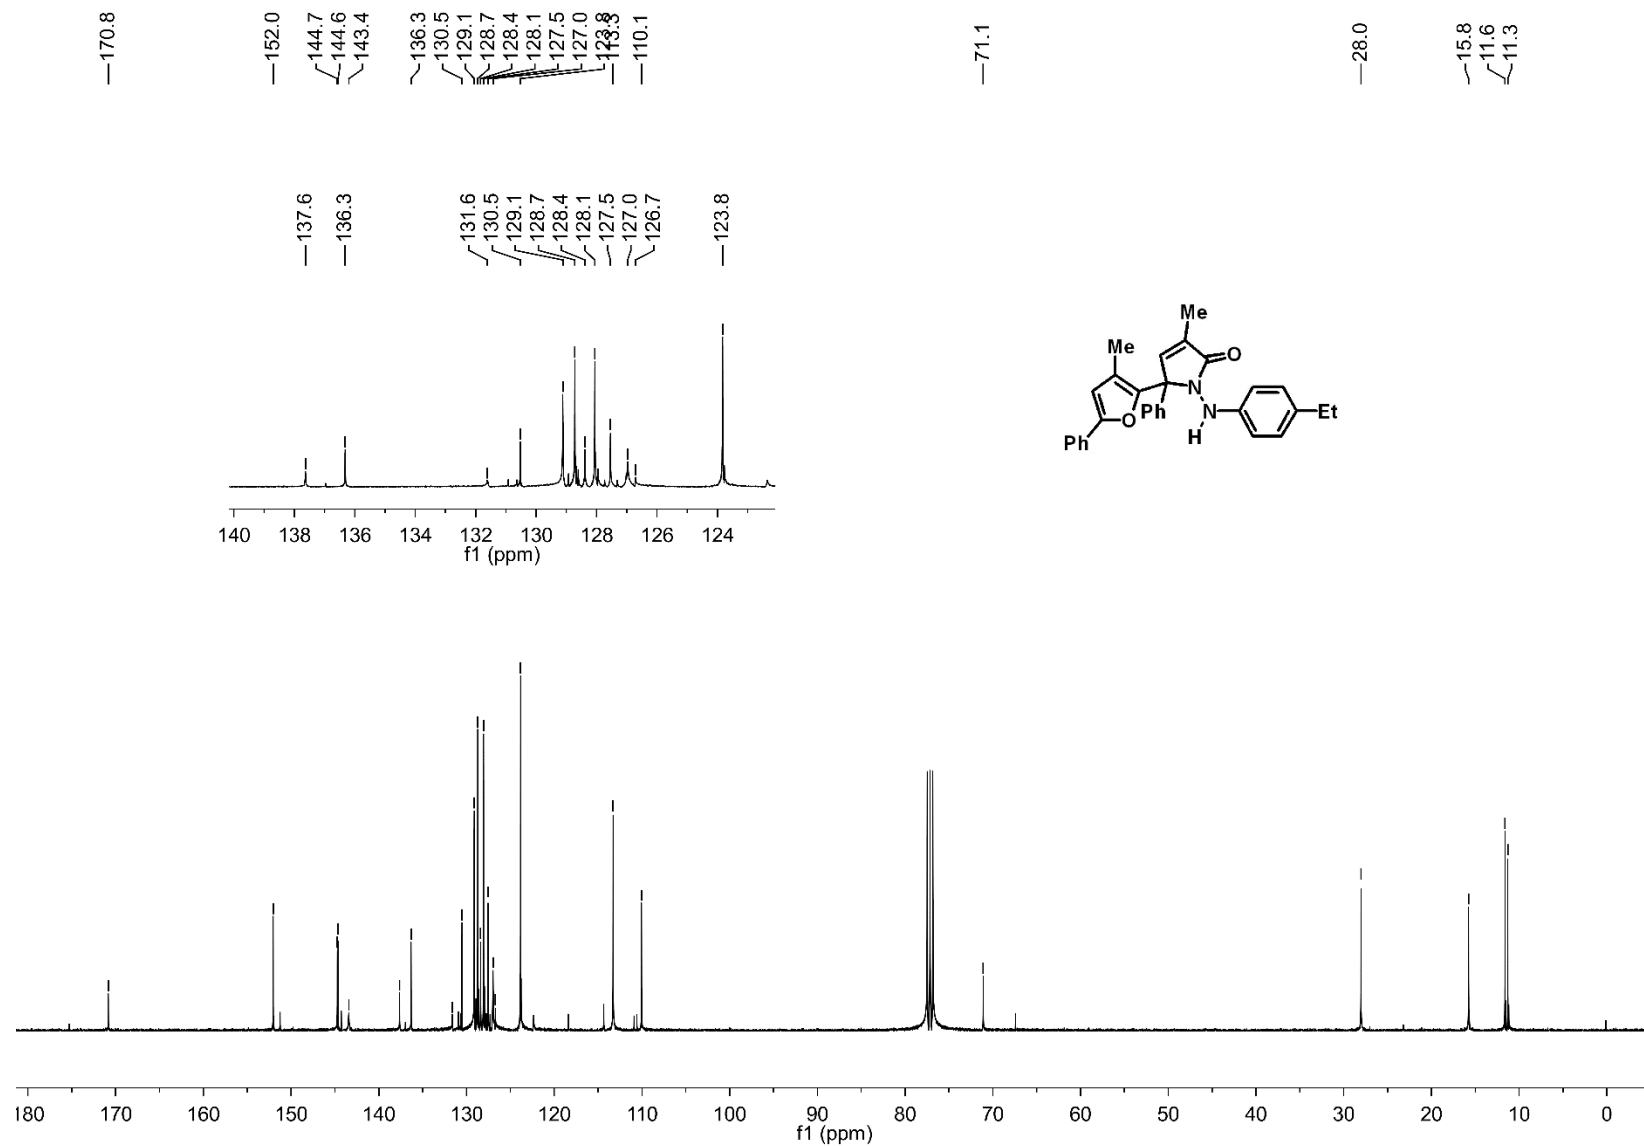 170.8 152.0 144.7 144.6 143.4 136.3 130.5 129.1 128.7 128.4 128.1 127.5 127.0 123.8 113.3 110.1 71.1 28.0 15.8 11.6 11.3
137.6 136.3 131.6 130.5 129.1 128.7 128.4 128.1 127.5 127.0 126.7 123.8
140 138 136 134 132 130 128 126 124
f1 (ppm)
Me
Me
O
N
Ph
N
Et
O
H
Ph
180 170 160 150 140 130 120 110 100 90 80 70 60 50 40 30 20 10 0
f1 (ppm)